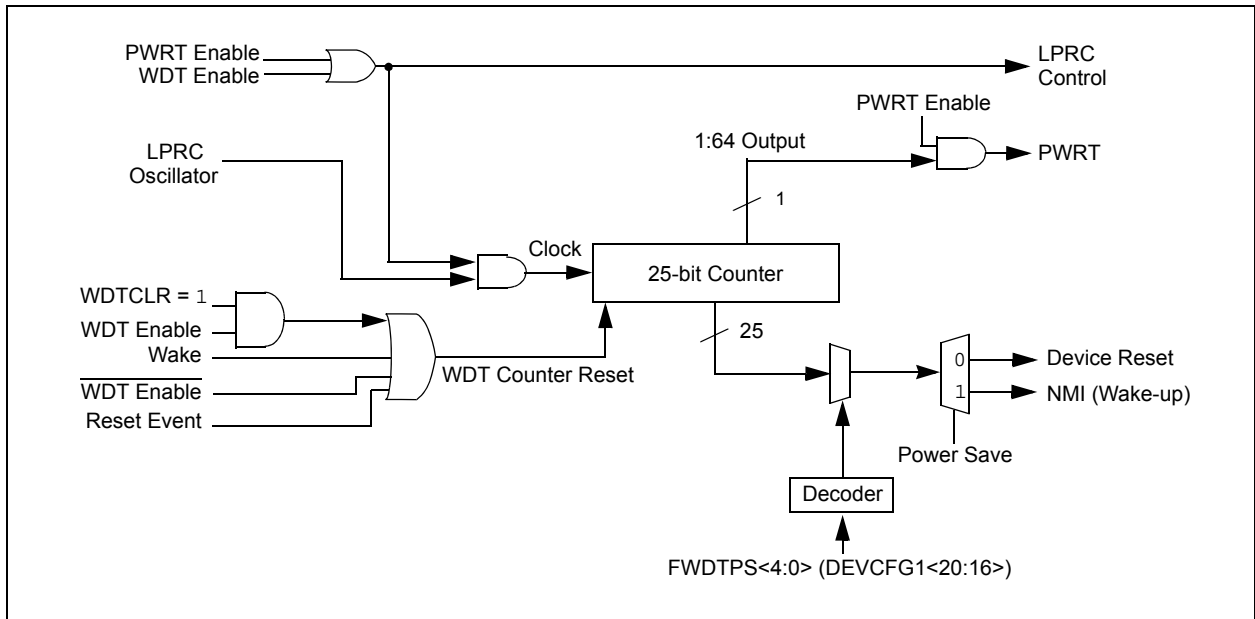 PWRT Enable
WDT Enable
LPRC
Control
PWRT Enable
1:64 Output
PWRT
LPRC
Oscillator
1
Clock
25-bit Counter
WDTCLR = 1
WDT Enable
Wake
WDT Enable
Reset Event
WDT Counter Reset
25
0
1
Device Reset
NMI (Wake-up)
Power Save
Decoder
FWDTPS<4:0> (DEVCFG1<20:16>)